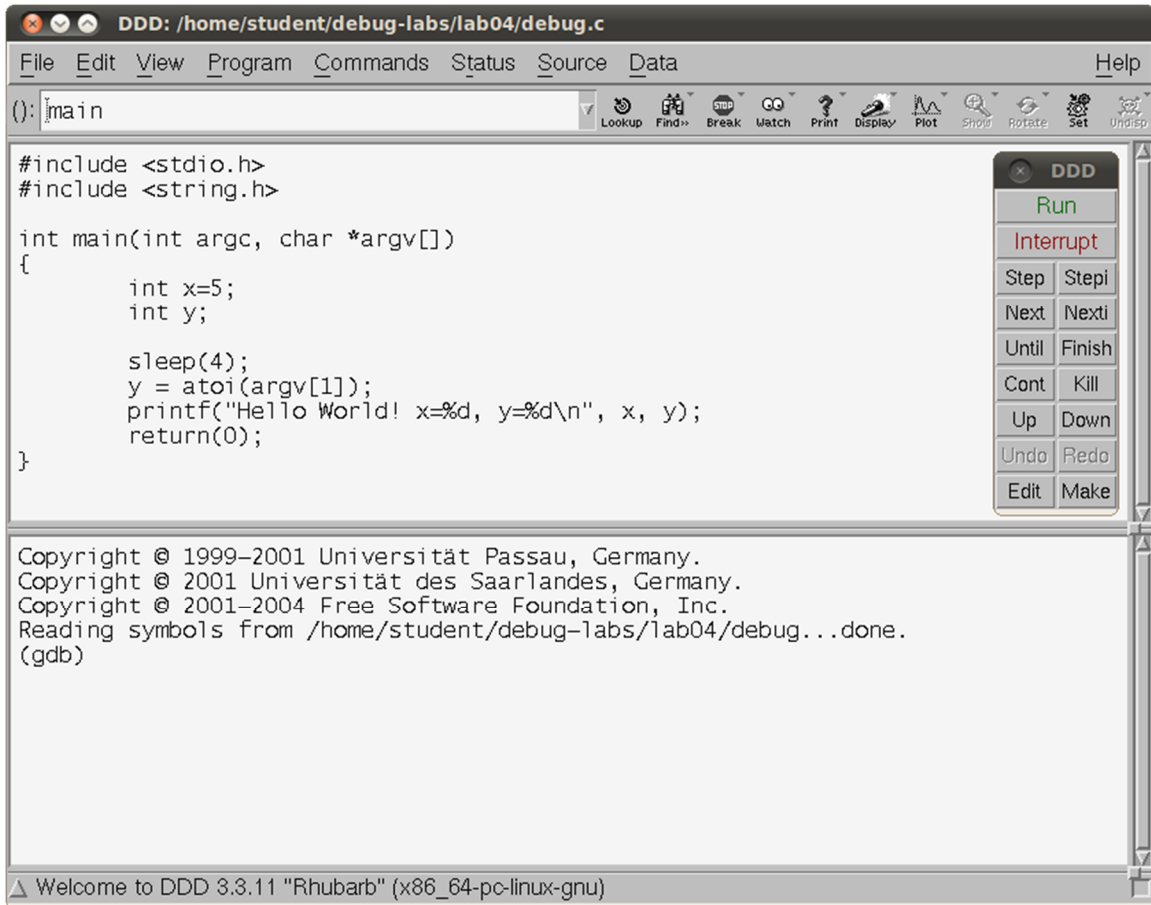 DDD: /home/student/debug-labs/lab04/debug.c
File Edit View Program Commands Status Source Data Help
(): main
Lookup Find» Break Watch Print Display Plot Show Rotate Set Undisp
STOP
#include <stdio.h>
#include <string.h>
int main(int argc, char *argv[])
{
int x=5;
int y;
sleep(4);
y = atoi(argv[1]);
printf("Hello World! x=%d, y=%d\n", x, y);
return(0);
}
DDD
Run
Interrupt
Step Stepi
Next Nexti
Until Finish
Cont Kill
Up Down
Undo Redo
Edit Make
Copyright © 1999–2001 Universität Passau, Germany.
Copyright © 2001 Universität des Saarlandes, Germany.
Copyright © 2001–2004 Free Software Foundation, Inc.
Reading symbols from /home/student/debug–labs/lab04/debug...done.
(gdb)
Welcome to DDD 3.3.11 "Rhubarb" (x86_64-pc-linux-gnu)